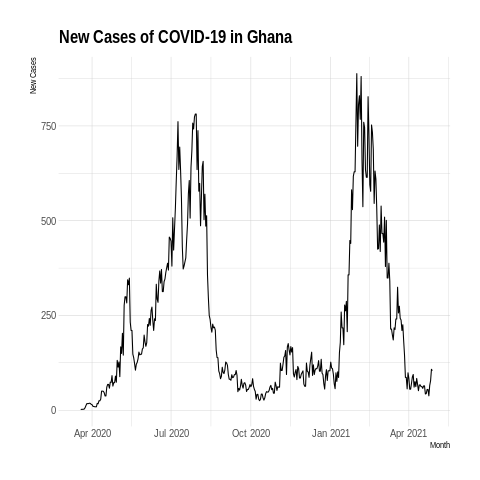 New Cases of COVID-19 in Ghana
New Cases
750
500
250
0
Apr 2020
Jul 2020
Oct 2020
Jan 2021
Apr 2021
Month